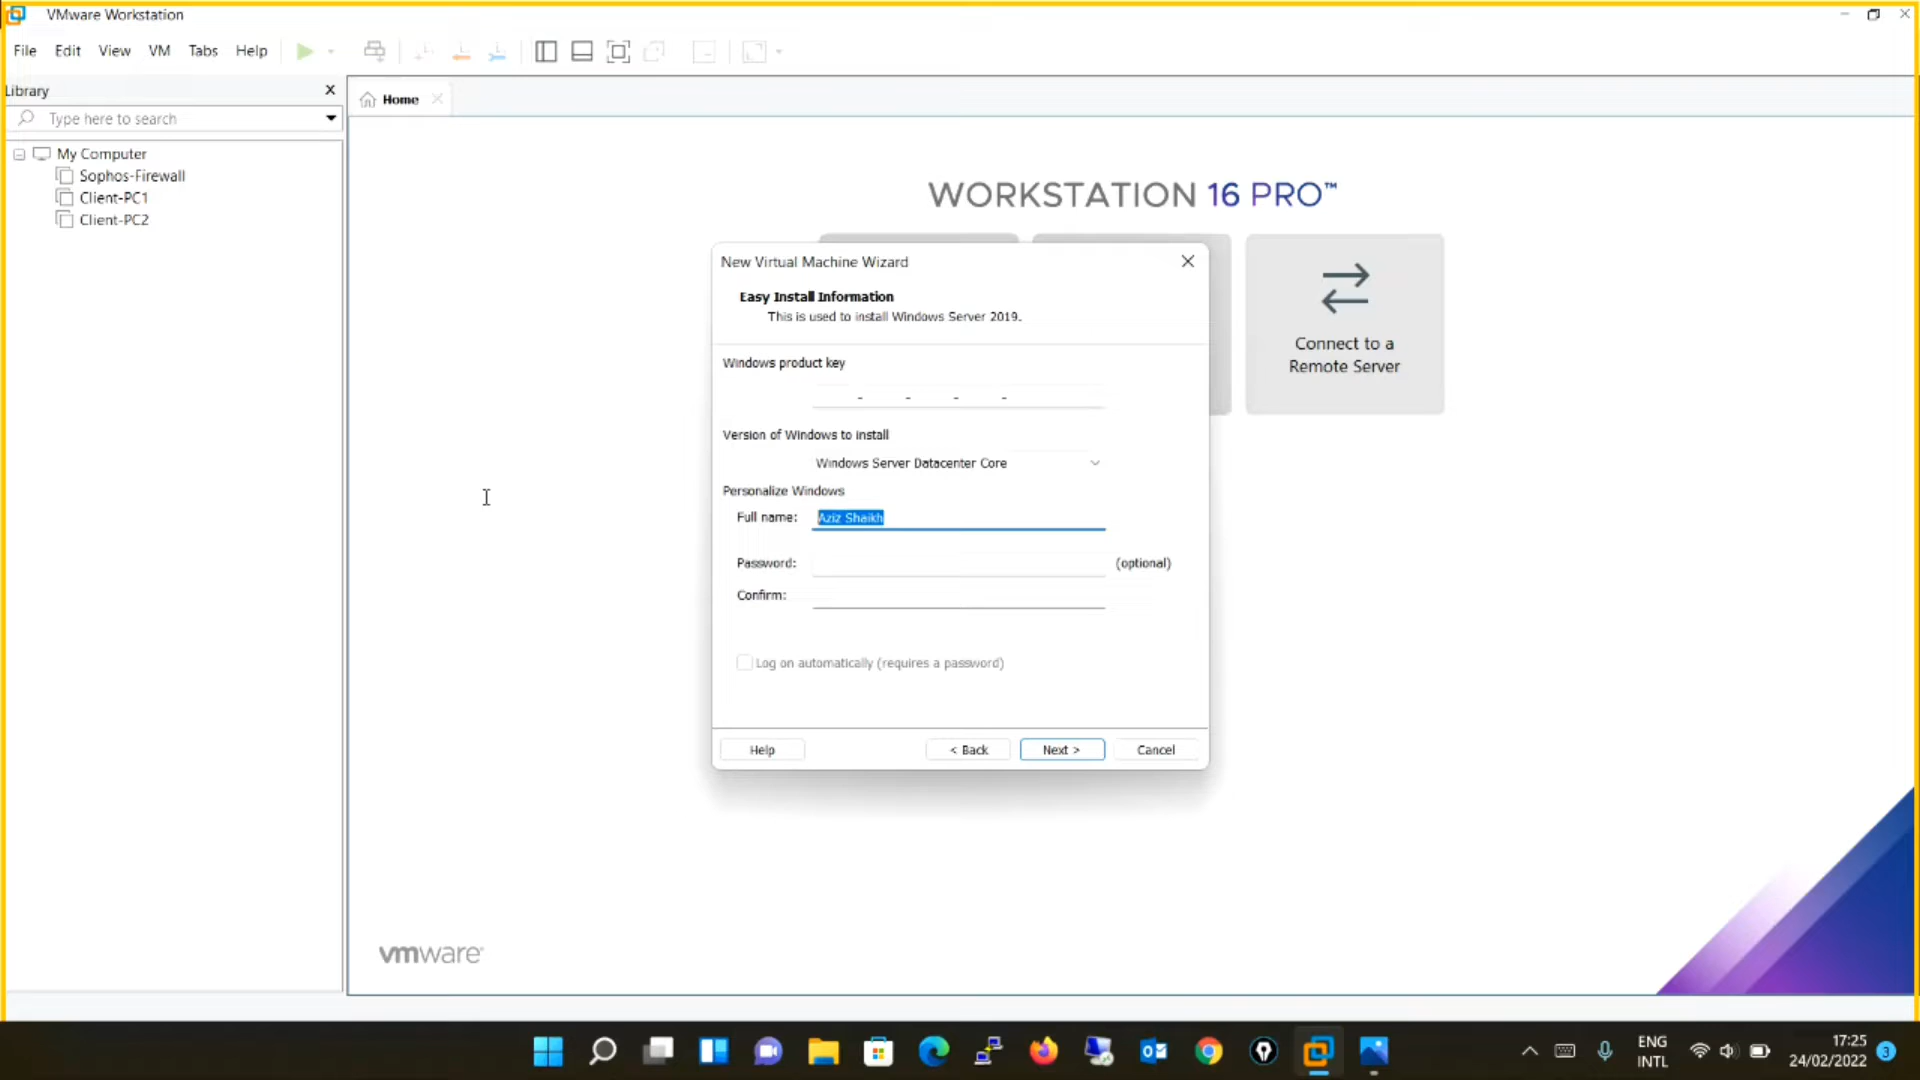 VMware Workstation
File Edit View VM Tabs Help
Library
Type here to search
My Computer
Sophos-Firewall
Client-PC1
Client-PC2
Home
WORKSTATION 16 PRO™
Connect to a
Remote Server
New Virtual Machine Wizard
Easy Install Information
This is used to install Windows Server 2019.
Windows product key
- - - -
Version of Windows to install
Windows Server Datacenter Core
Personalize Windows
Full name: Aziz Shaikh
Password: (optional)
Confirm:
Log on automatically (requires a password)
Help < Back Next > Cancel
vmware
ENG
INTL
17:25
24/02/2022
3